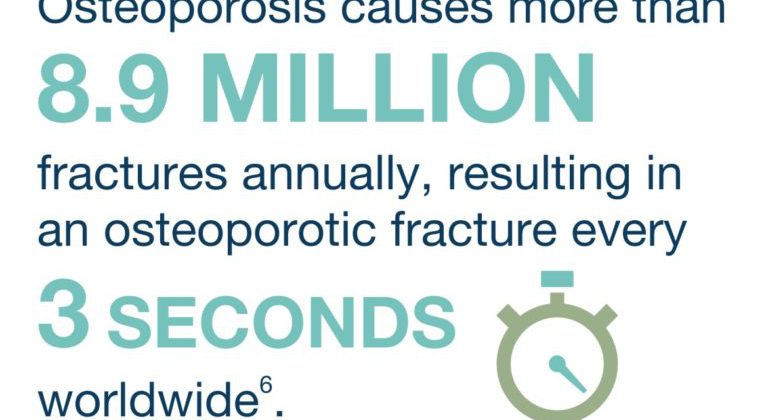 Osteoporosis causes more than
8.9 MILLION
fractures annually, resulting in
an osteoporotic fracture every
3 SECONDS
worldwide⁶.